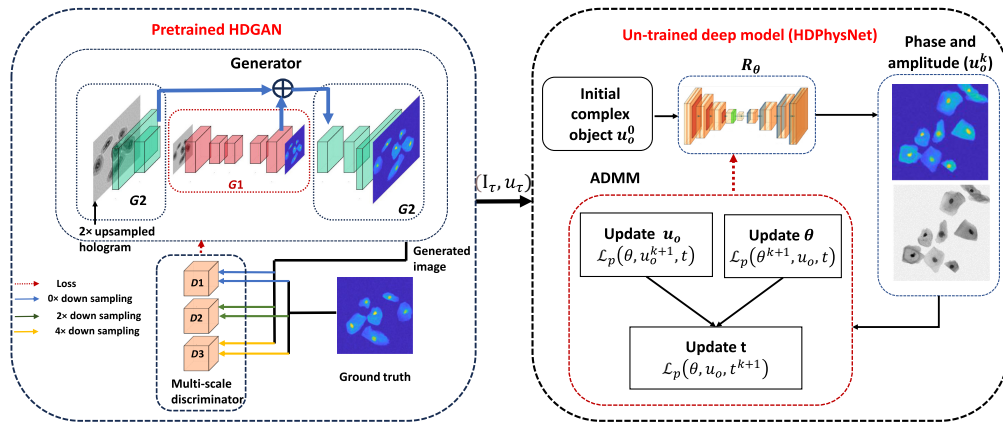 Pretrained HDGAN
Generator
G2
G1
G2
2× upsampled
hologram
Generated
image
Loss
0× down sampling
2× down sampling
4× down sampling
D1
D2
D3
Multi-scale
discriminator
Ground truth
(I_τ, u_τ)
Un-trained deep model (HDPhysNet)
Phase and
amplitude (u_o^k)
R_θ
Initial
complex
object u_o^0
ADMM
Update u_o
ℒ_p(θ, u_o^{k+1}, t)
Update θ
ℒ_p(θ^{k+1}, u_o, t)
Update t
ℒ_p(θ, u_o, t^{k+1})